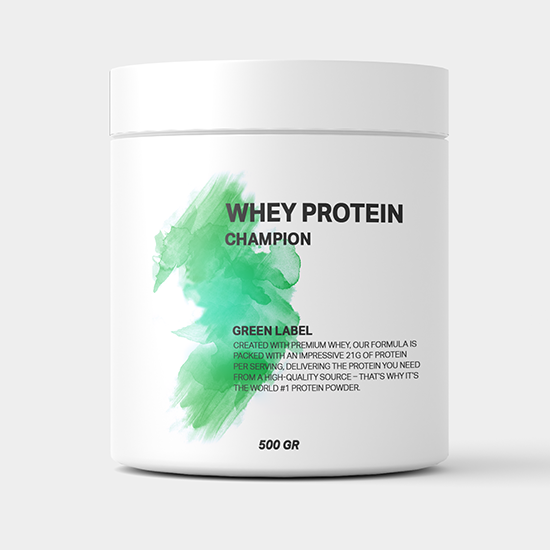 WHEY PROTEIN
CHAMPION
GREEN LABEL
CREATED WITH PREMIUM WHEY, OUR FORMULA IS
PACKED WITH AN IMPRESSIVE 21G OF PROTEIN
PER SERVING, DELIVERING THE PROTEIN YOU NEED
FROM A HIGH-QUALITY SOURCE – THAT'S WHY IT'S
THE WORLD #1 PROTEIN POWDER.
500 GR